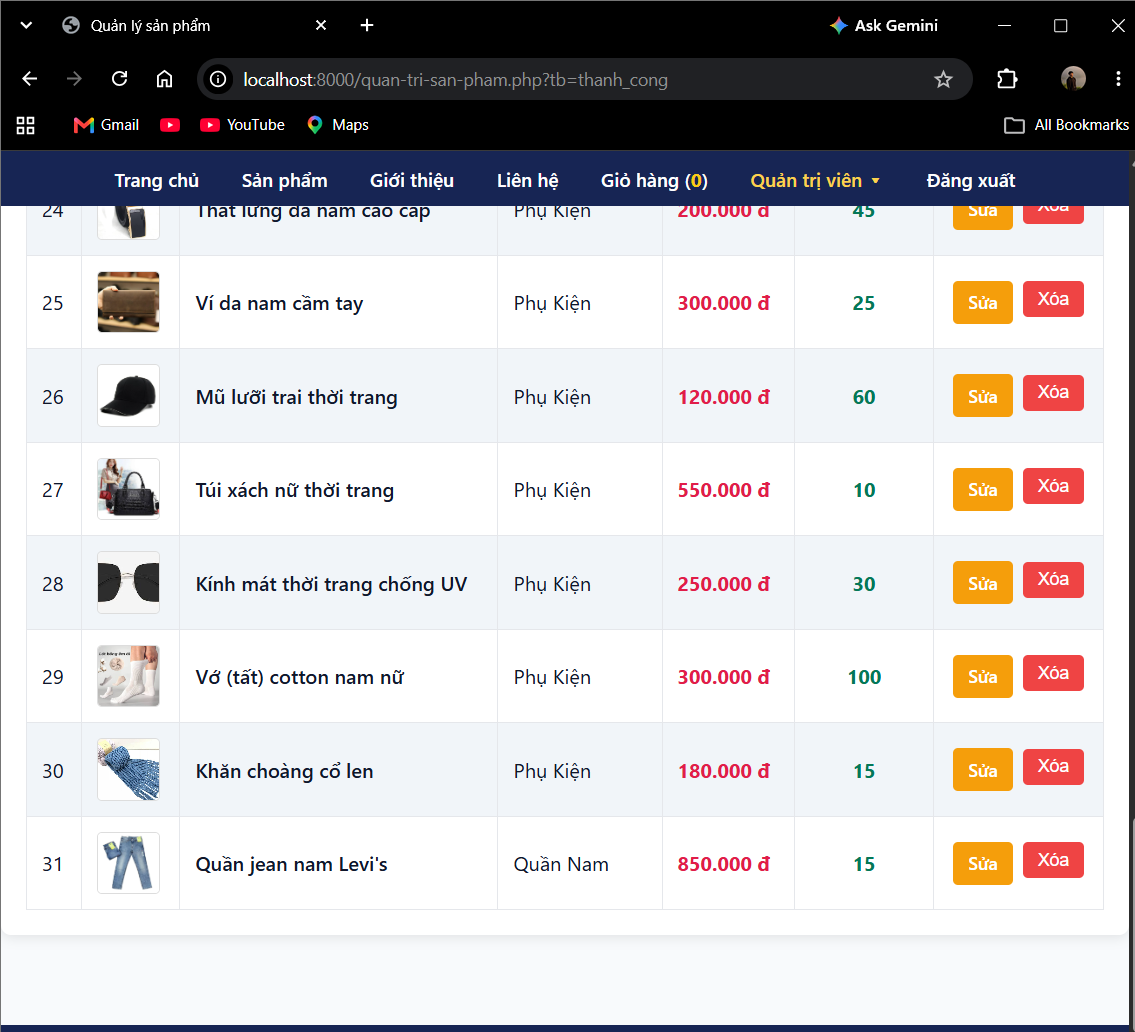 Quản lý sản phẩm
Ask Gemini
localhost:8000/quan-tri-san-pham.php?tb=thanh_cong
Gmail YouTube Maps All Bookmarks
Trang chủ Sản phẩm Giới thiệu Liên hệ Giỏ hàng (0) Quản trị viên Đăng xuất
24 Thắt lưng da nam cao cấp Phụ Kiện 200.000 đ 45 Sửa Xóa
25 Ví da nam cầm tay Phụ Kiện 300.000 đ 25 Sửa Xóa
26 Mũ lưỡi trai thời trang Phụ Kiện 120.000 đ 60 Sửa Xóa
27 Túi xách nữ thời trang Phụ Kiện 550.000 đ 10 Sửa Xóa
28 Kính mát thời trang chống UV Phụ Kiện 250.000 đ 30 Sửa Xóa
29 Vớ (tất) cotton nam nữ Phụ Kiện 300.000 đ 100 Sửa Xóa
30 Khăn choàng cổ len Phụ Kiện 180.000 đ 15 Sửa Xóa
31 Quần jean nam Levi's Quần Nam 850.000 đ 15 Sửa Xóa